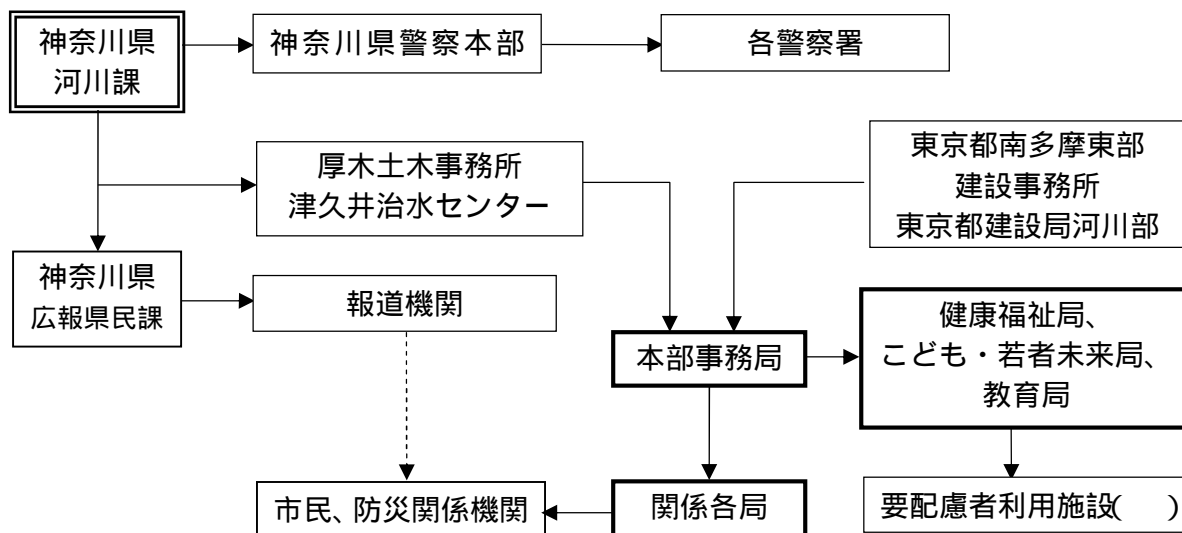 神奈川県
河川課
神奈川県警察本部
各警察署
厚木土木事務所
津久井治水センター
東京都南多摩東部
建設事務所
東京都建設局河川部
神奈川県
広報県民課
報道機関
本部事務局
健康福祉局、
こども・若者未来局、
教育局
市民、防災関係機関
関係各局
要配慮者利用施設(　)